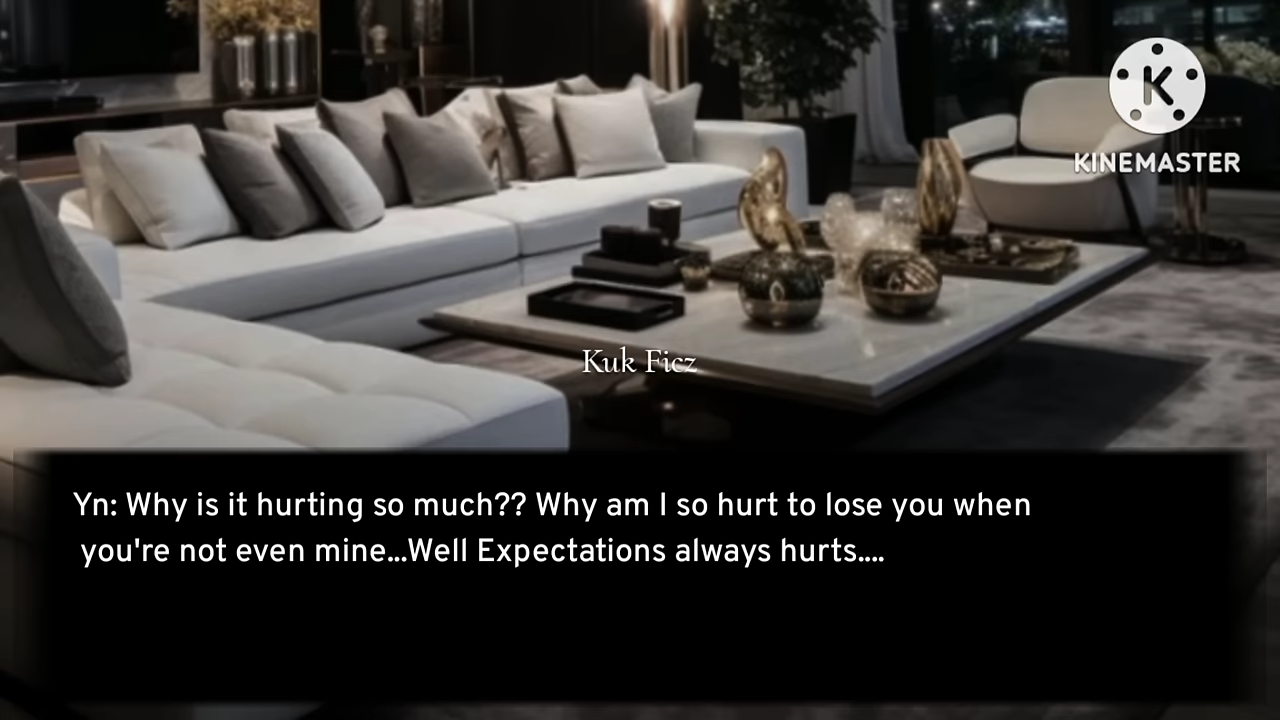 KINEMASTER
Kuk Ficz
Yn: Why is it hurting so much?? Why am I so hurt to lose you when
you're not even mine...Well Expectations always hurts....